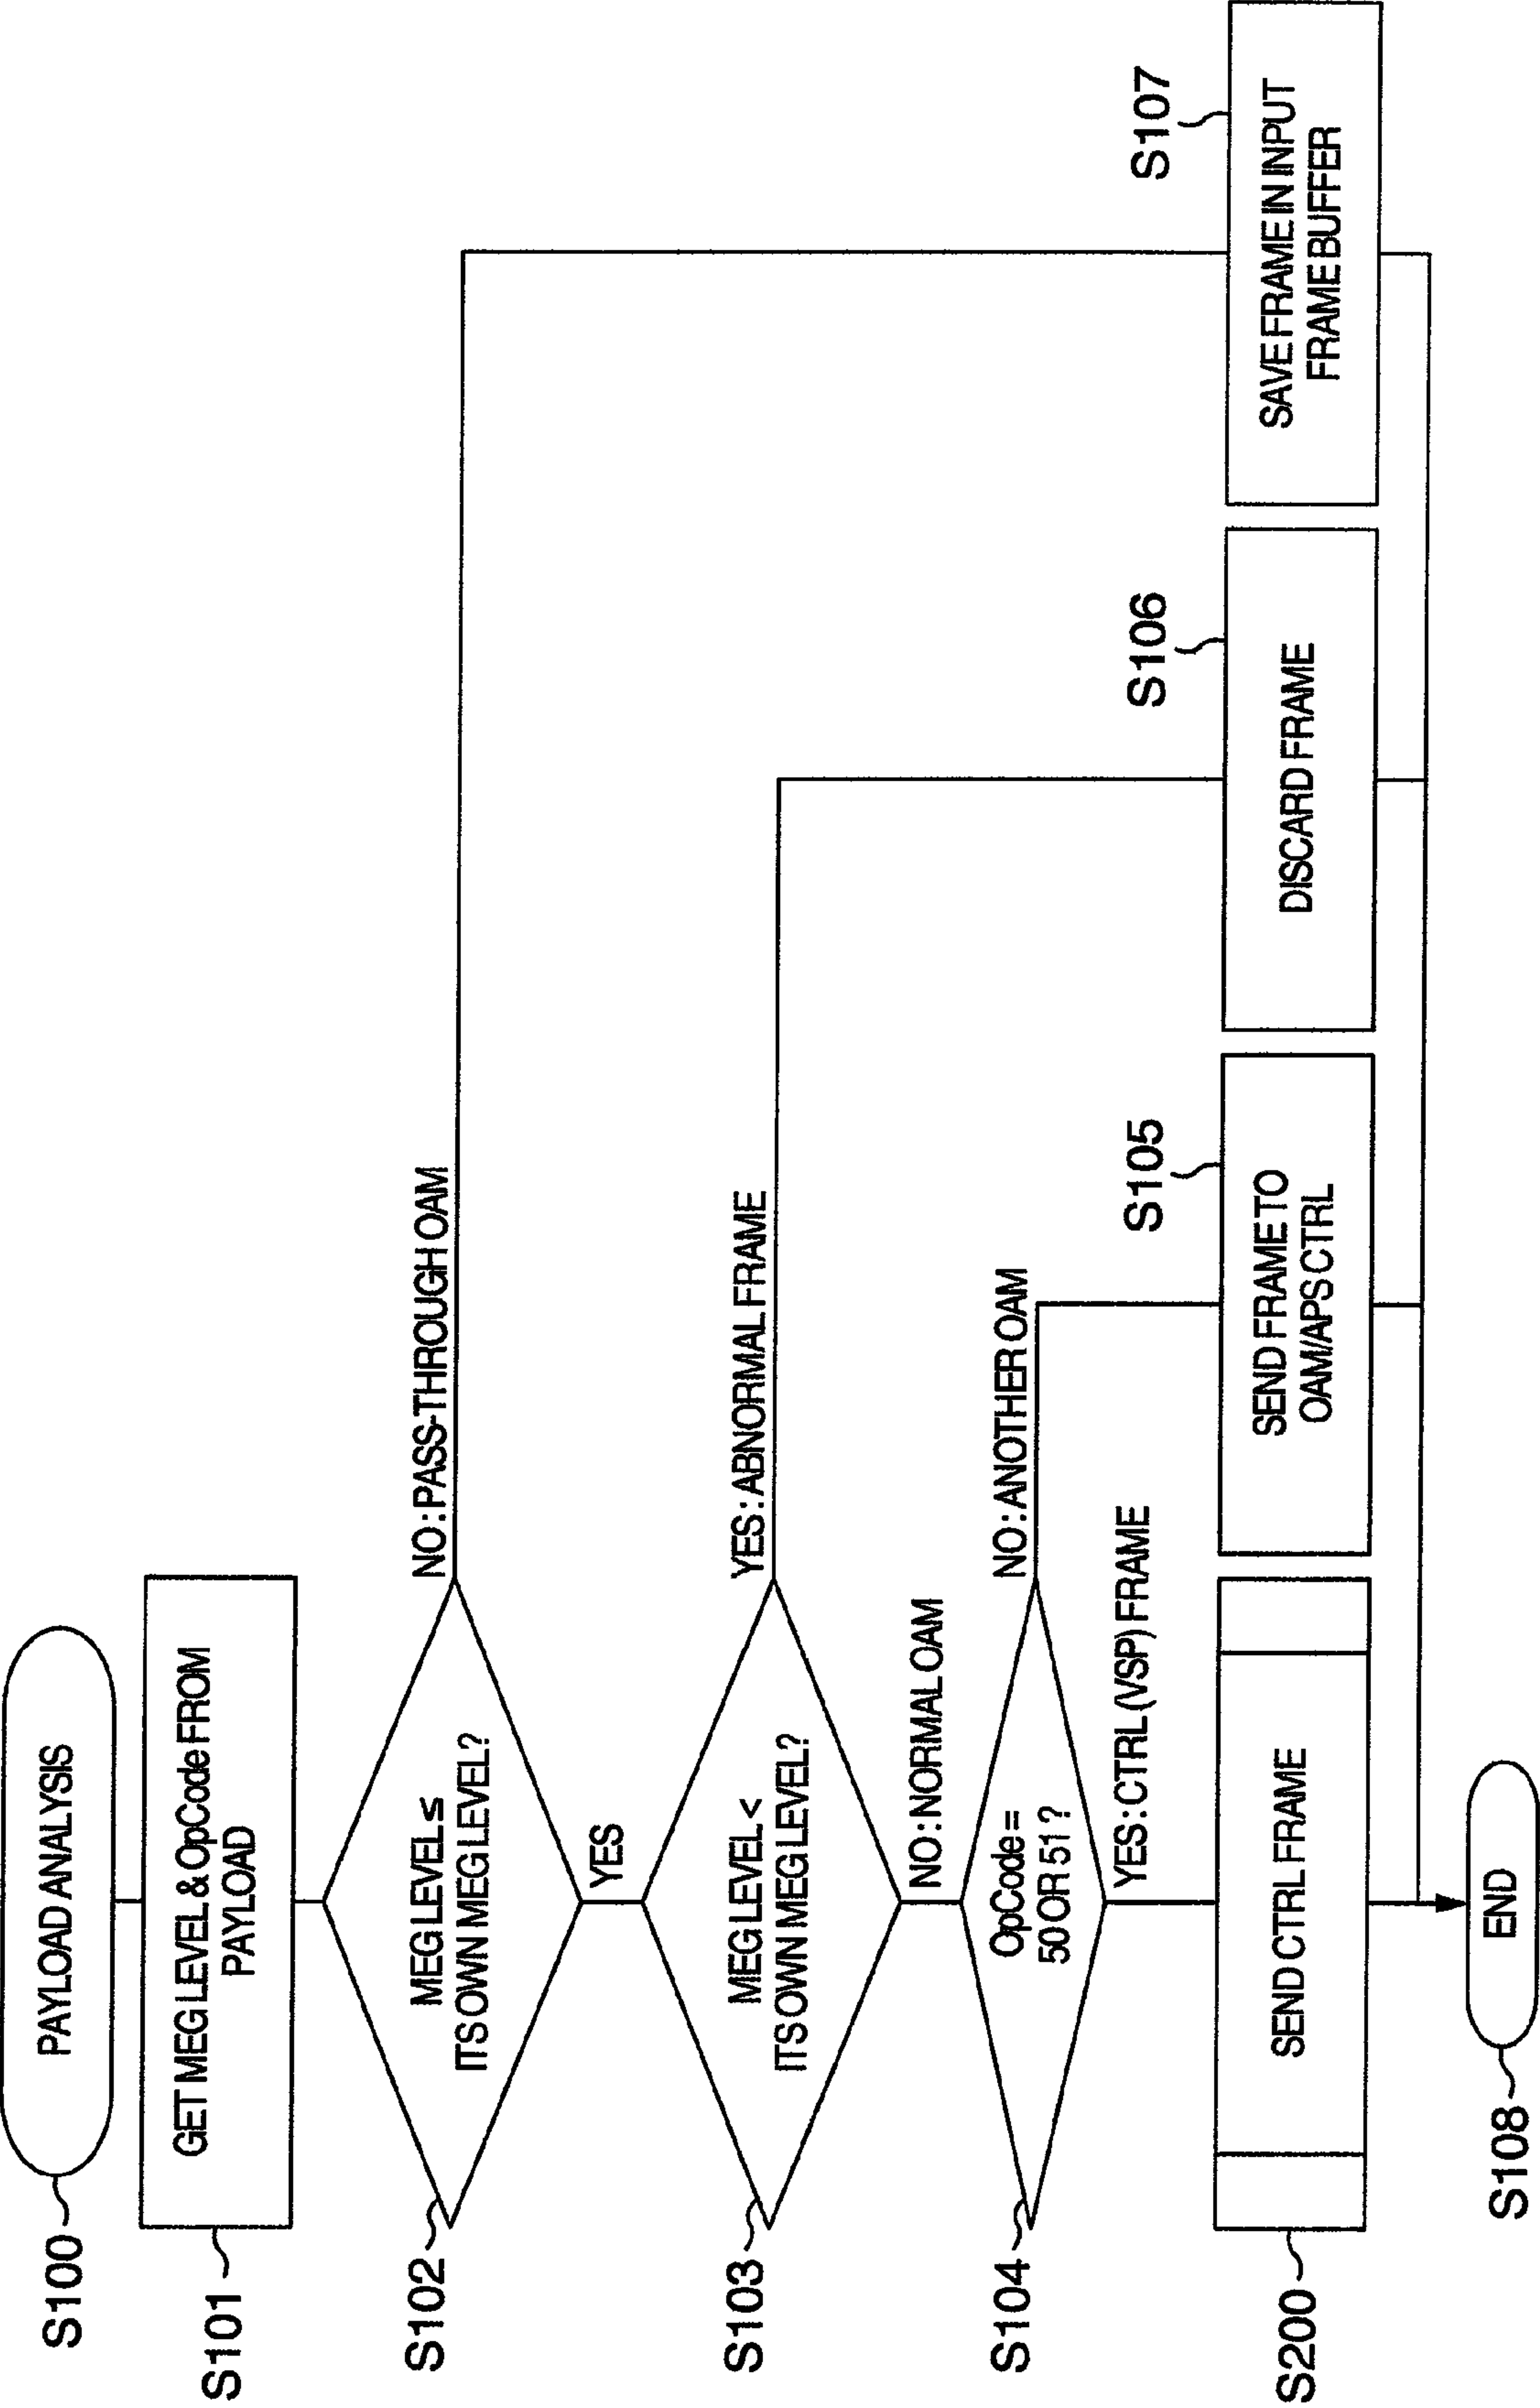 PAYLOAD ANALYSIS
S100
GET MEG LEVEL & OpCode FROM
PAYLOAD
S101
MEG LEVEL ≤
ITS OWN MEG LEVEL?
S102
NO : PASS-THROUGH OAM
YES
MEG LEVEL <
ITS OWN MEG LEVEL?
S103
YES : ABNORMAL FRAME
NO : NORMAL OAM
OpCode =
50 OR 51 ?
S104
NO : ANOTHER OAM
YES : CTRL (VSP) FRAME
SEND CTRL FRAME
S200
SEND FRAME TO
OAM/APS CTRL
S105
DISCARD FRAME
S106
SAVE FRAME IN INPUT
FRAME BUFFER
S107
END
S108